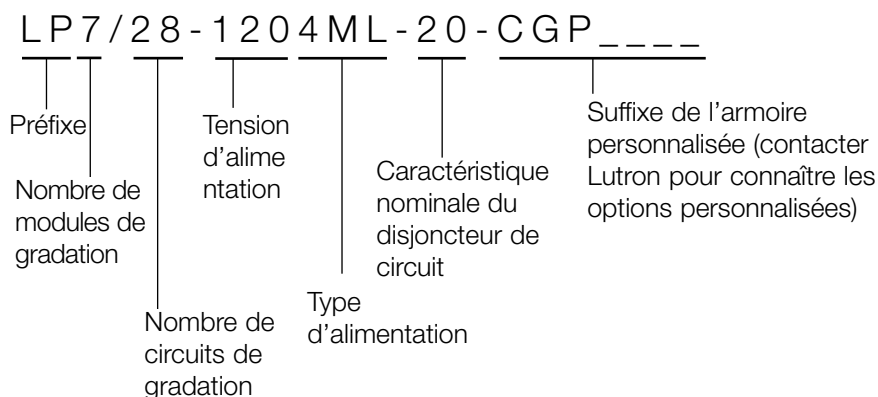 LP7/28-1204ML-20-CGP____
Préfixe
Nombre de
modules de
gradation
Nombre de
circuits de
gradation
Tension
d'alime
ntation
Type
d'alimentation
Caractéristique
nominale du
disjoncteur de
circuit
Suffixe de l'armoire
personnalisée (contacter
Lutron pour connaître les
options personnalisées)